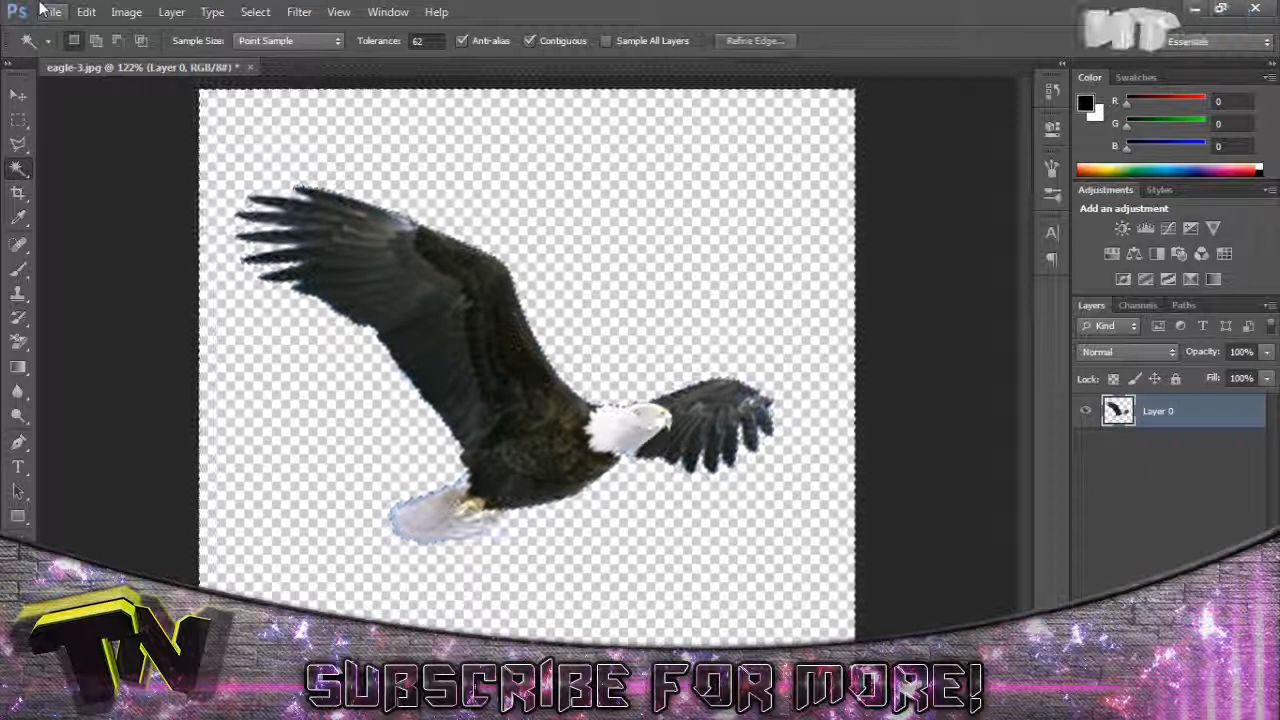 Ps File Edit Image Layer Type Select Filter View Window Help
Sample Size: Point Sample Tolerance: 62 Anti-alias Contiguous Sample All Layers Refine Edge... Essentials
eagle-3.jpg @ 122% (Layer 0, RGB/8#) * ×
Color Swatches
R 0
G 0
B 0
Adjustments Styles
Add an adjustment
Layers Channels Paths
Kind
Normal Opacity: 100%
Lock: Fill: 100%
Layer 0
TN
SUBSCRIBE FOR MORE!